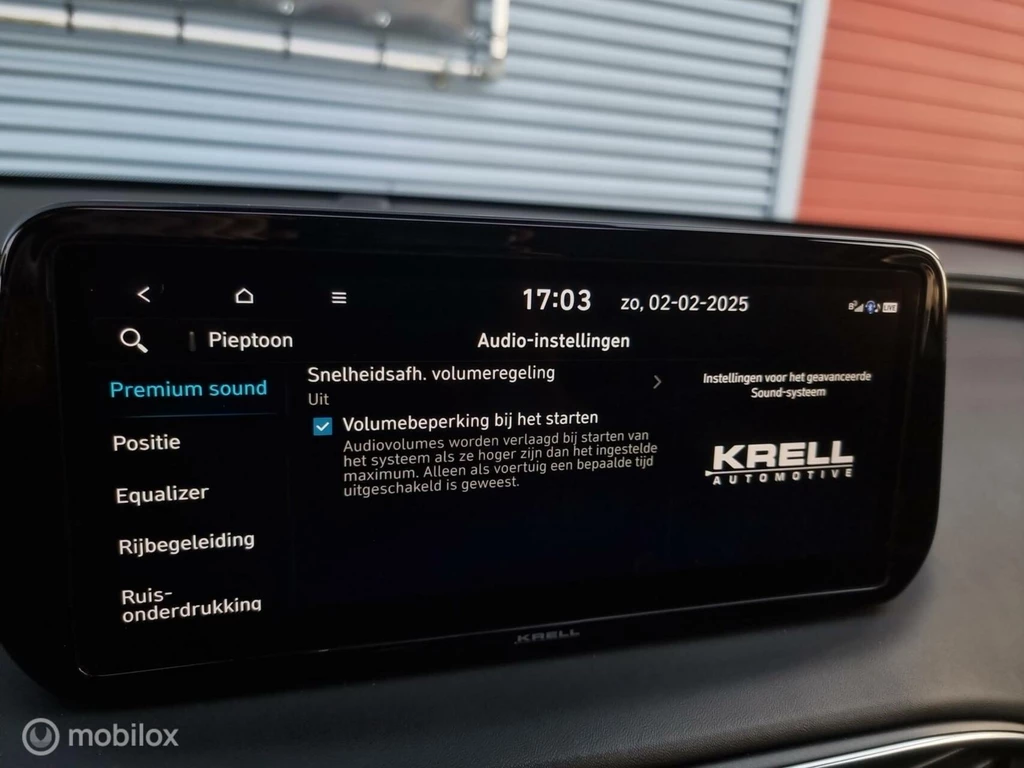 17:03
zo, 02-02-2025
LIVE
Pieptoon
Audio-instellingen
Premium sound
Positie
Equalizer
Rijbegeleiding
Ruis-
onderdrukking
Snelheidsafh. volumeregeling
Uit
Volumebeperking bij het starten
Audiovolumes worden verlaagd bij starten van
het systeem als ze hoger zijn dan het ingestelde
maximum. Alleen als voertuig een bepaalde tijd
uitgeschakeld is geweest.
Instellingen voor het geavanceerde
Sound-systeem
KRELL
AUTOMOTIVE
KRELL
mobilox